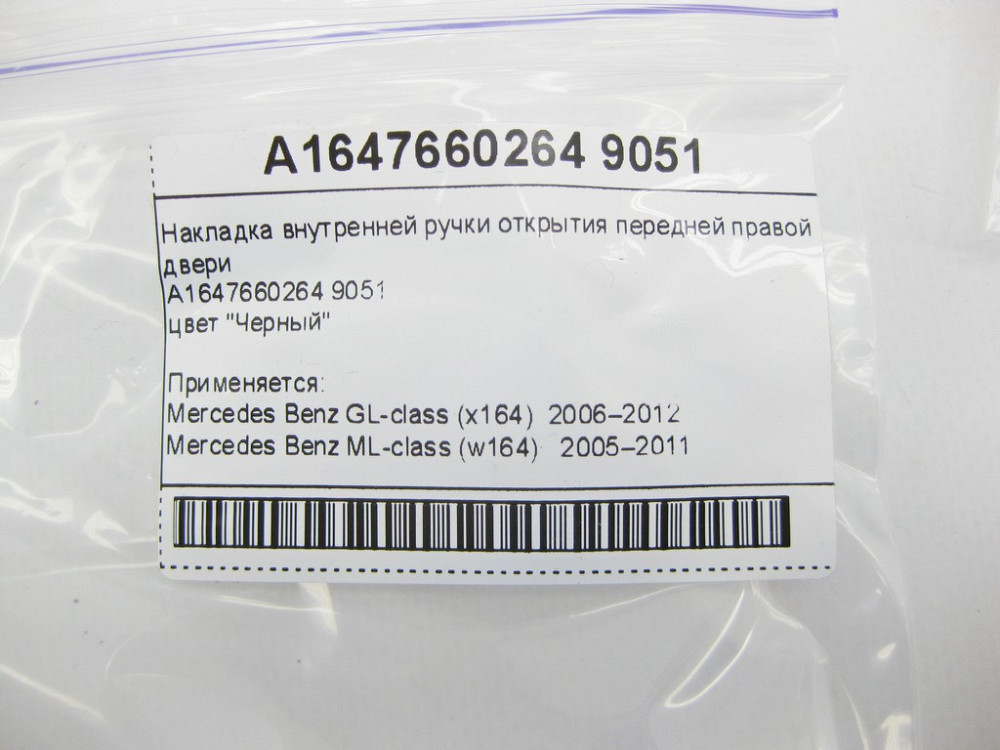 A1647660264 9051
Накладка внутренней ручки открытия передней правой
двери
A1647660264 9051
цвет "Черный"
Применяется:
Mercedes Benz GL-class (x164) 2006–2012
Mercedes Benz ML-class (w164) 2005–2011